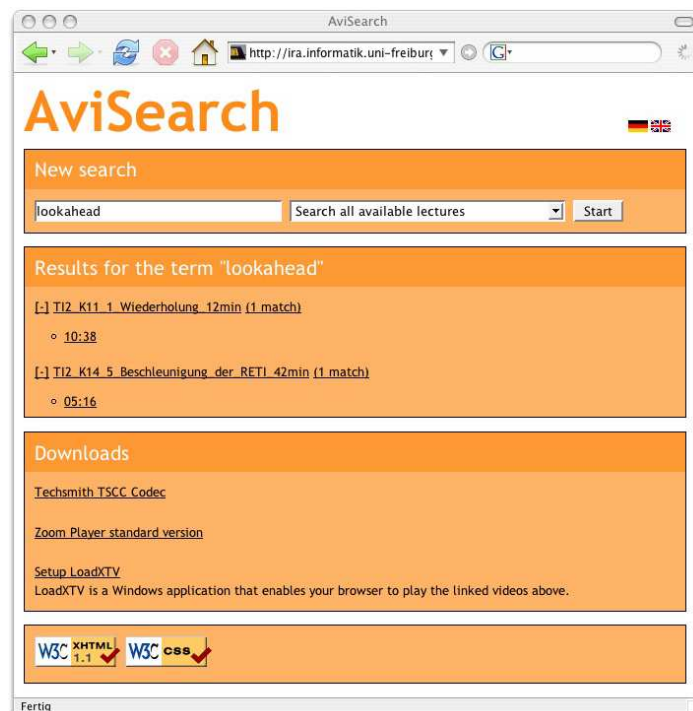 AviSearch
http://ira.informatik.uni-freiburg
G
AviSearch
New search
lookahead
Search all available lectures
Start
Results for the term "lookahead"
[-] TI2_K11_1_Wiederholung_12min (1 match)
10:38
[-] TI2_K14_5_Beschleunigung_der_RETI_42min (1 match)
05:16
Downloads
Techsmith TSCC Codec
Zoom Player standard version
Setup LoadXTV
LoadXTV is a Windows application that enables your browser to play the linked videos above.
W3C XHTML 1.1
W3C css
Fertig